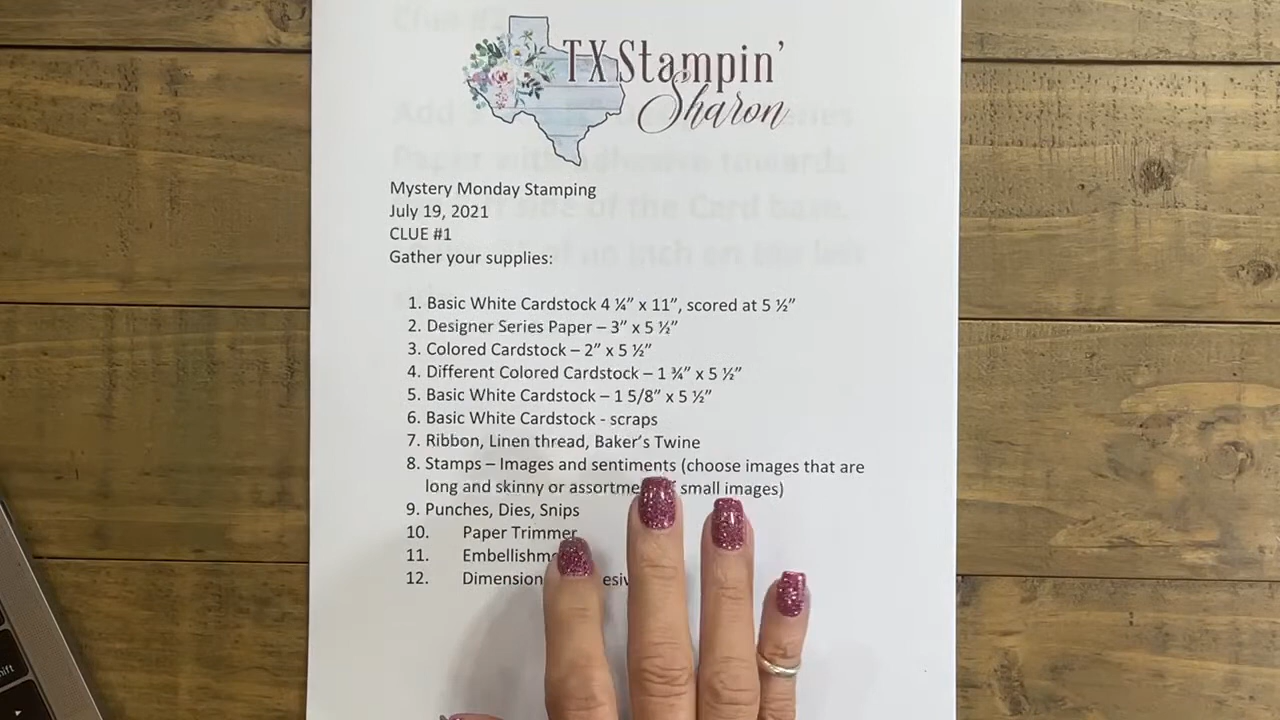 TX Stampin'
Sharon
Mystery Monday Stamping
July 19, 2021
CLUE #1
Gather your supplies:
1. Basic White Cardstock 4 ¼” x 11”, scored at 5 ½”
2. Designer Series Paper – 3” x 5 ½”
3. Colored Cardstock – 2” x 5 ½”
4. Different Colored Cardstock – 1 ¾” x 5 ½”
5. Basic White Cardstock – 1 5/8” x 5 ½”
6. Basic White Cardstock - scraps
7. Ribbon, Linen thread, Baker’s Twine
8. Stamps – Images and sentiments (choose images that are
long and skinny or small images)
9. Punches, Dies, Snips
10. Paper Trimmer
11.
12. Dimension